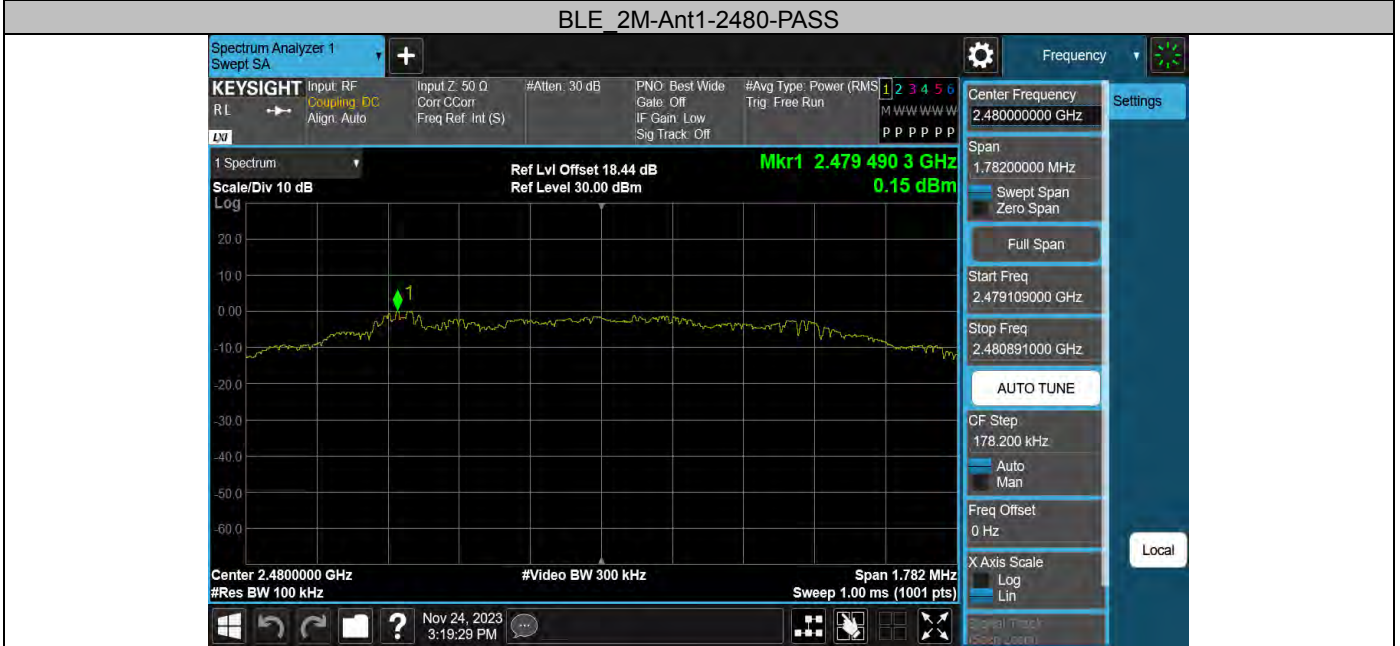 BLE_2M-Ant1-2480-PASS
Spectrum Analyzer 1
Swept SA
Frequency
KEYSIGHT
RL
LXI
Input: RF
Coupling: DC
Align: Auto
Input Z: 50 Ω
Corr CCorr
Freq Ref: Int (S)
#Atten: 30 dB
PNO: Best Wide
Gate: Off
IF Gain: Low
Sig Track: Off
#Avg Type: Power (RMS
Trig: Free Run
1 2 3 4 5 6
M W W W W W
P P P P P P
1 Spectrum
Scale/Div 10 dB
Log
Ref Lvl Offset 18.44 dB
Ref Level 30.00 dBm
Mkr1 2.479 490 3 GHz
0.15 dBm
1
20.0
10.0
0.00
-10.0
-20.0
-30.0
-40.0
-50.0
-60.0
Center 2.4800000 GHz
#Res BW 100 kHz
#Video BW 300 kHz
Span 1.782 MHz
Sweep 1.00 ms (1001 pts)
Center Frequency
2.480000000 GHz
Settings
Span
1.78200000 MHz
Swept Span
Zero Span
Full Span
Start Freq
2.479109000 GHz
Stop Freq
2.480891000 GHz
AUTO TUNE
CF Step
178.200 kHz
Auto
Man
Freq Offset
0 Hz
X Axis Scale
Log
Lin
Local
Signal Track
(Span Zoom)
?
Nov 24, 2023
3:19:29 PM